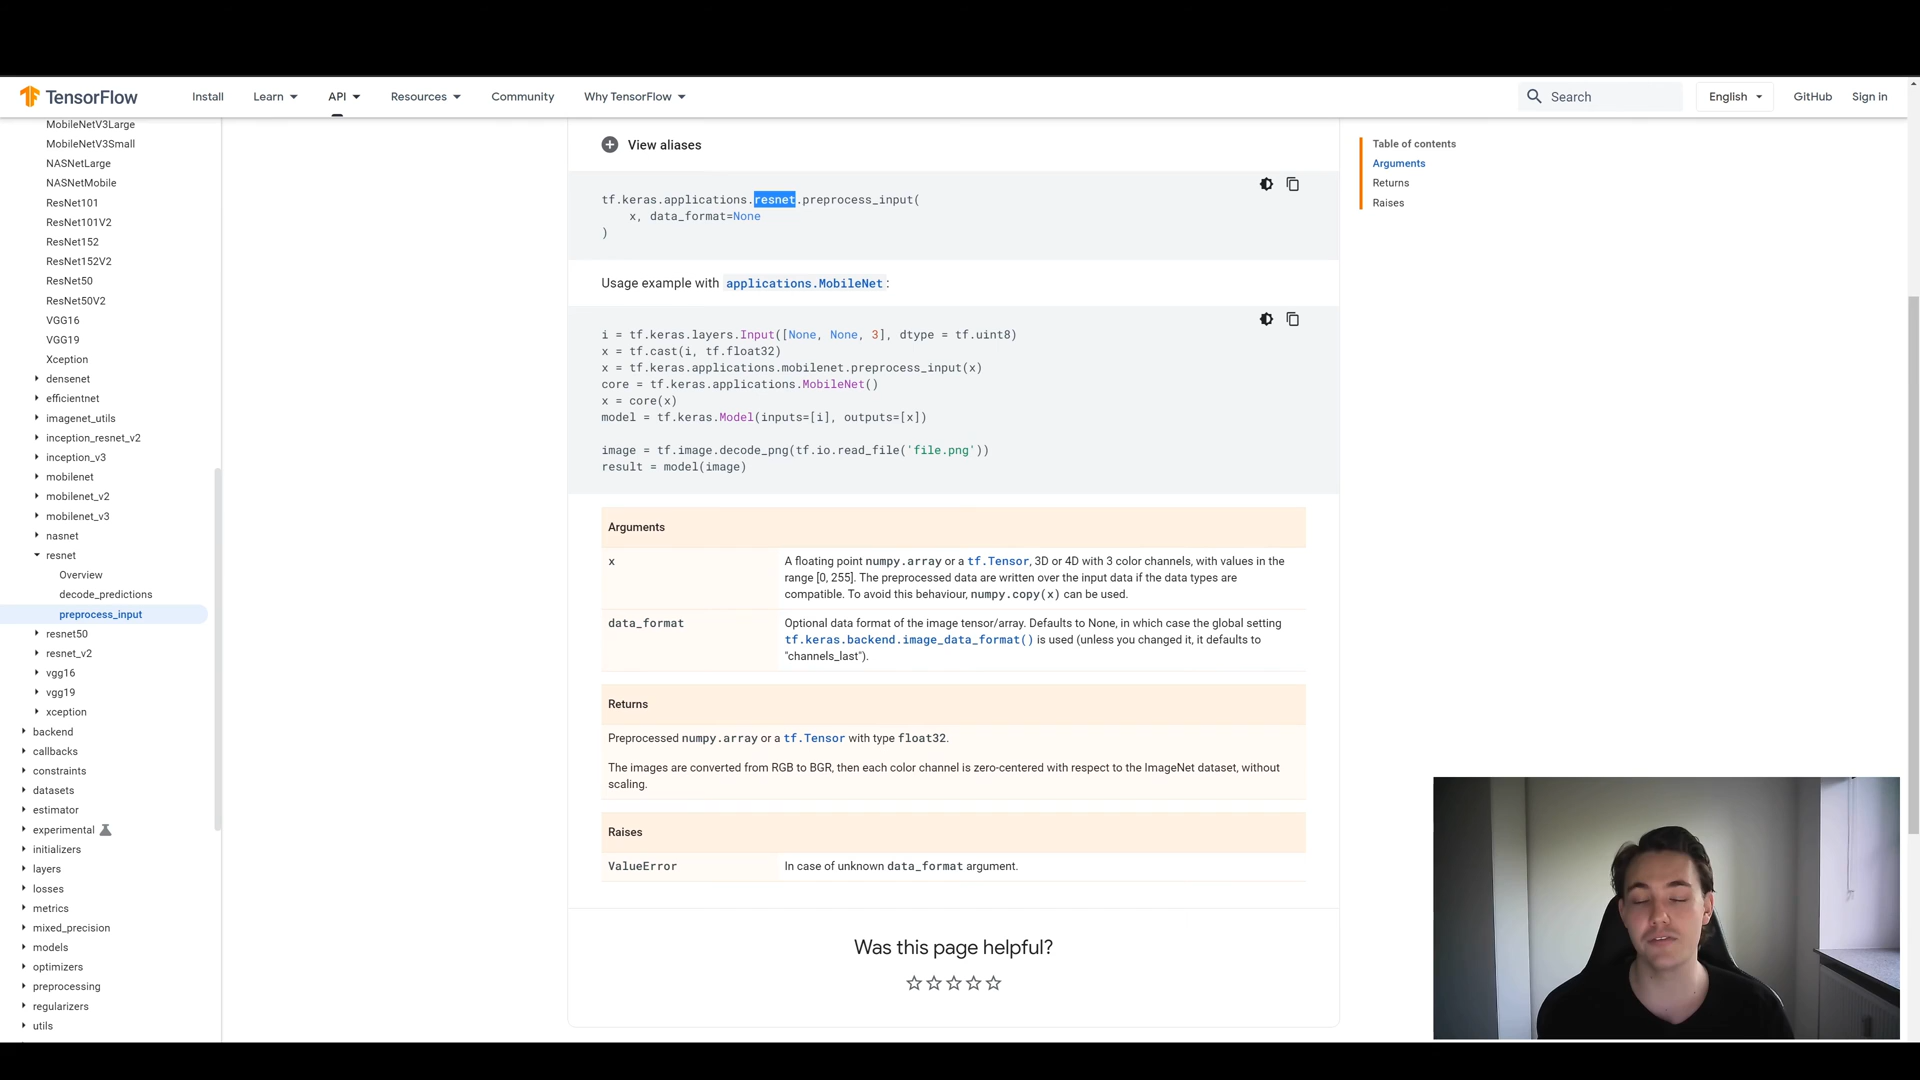 TensorFlow Install Learn API Resources Community Why TensorFlow Search English GitHub Sign in
MobileNetV3Large
MobileNetV3Small
NASNetLarge
NASNetMobile
ResNet101
ResNet101V2
ResNet152
ResNet152V2
ResNet50
ResNet50V2
VGG16
VGG19
Xception
densenet
efficientnet
imagenet_utils
inception_resnet_v2
inception_v3
mobilenet
mobilenet_v2
mobilenet_v3
nasnet
resnet
Overview
decode_predictions
preprocess_input
resnet50
resnet_v2
vgg16
vgg19
xception
backend
callbacks
constraints
datasets
estimator
experimental
initializers
layers
losses
metrics
mixed_precision
models
optimizers
preprocessing
regularizers
utils
View aliases
tf.keras.applications.resnet.preprocess_input(
x, data_format=None
)
Usage example with applications.MobileNet:
i = tf.keras.layers.Input([None, None, 3], dtype = tf.uint8)
x = tf.cast(i, tf.float32)
x = tf.keras.applications.mobilenet.preprocess_input(x)
core = tf.keras.applications.MobileNet()
x = core(x)
model = tf.keras.Model(inputs=[i], outputs=[x])
image = tf.image.decode_png(tf.io.read_file('file.png'))
result = model(image)
Arguments
x A floating point numpy.array or a tf.Tensor, 3D or 4D with 3 color channels, with values in the
range [0, 255]. The preprocessed data are written over the input data if the data types are
compatible. To avoid this behaviour, numpy.copy(x) can be used.
data_format Optional data format of the image tensor/array. Defaults to None, in which case the global setting
tf.keras.backend.image_data_format() is used (unless you changed it, it defaults to
"channels_last").
Returns
Preprocessed numpy.array or a tf.Tensor with type float32.
The images are converted from RGB to BGR, then each color channel is zero-centered with respect to the ImageNet dataset, without
scaling.
Raises
ValueError In case of unknown data_format argument.
Was this page helpful?
Table of contents
Arguments
Returns
Raises